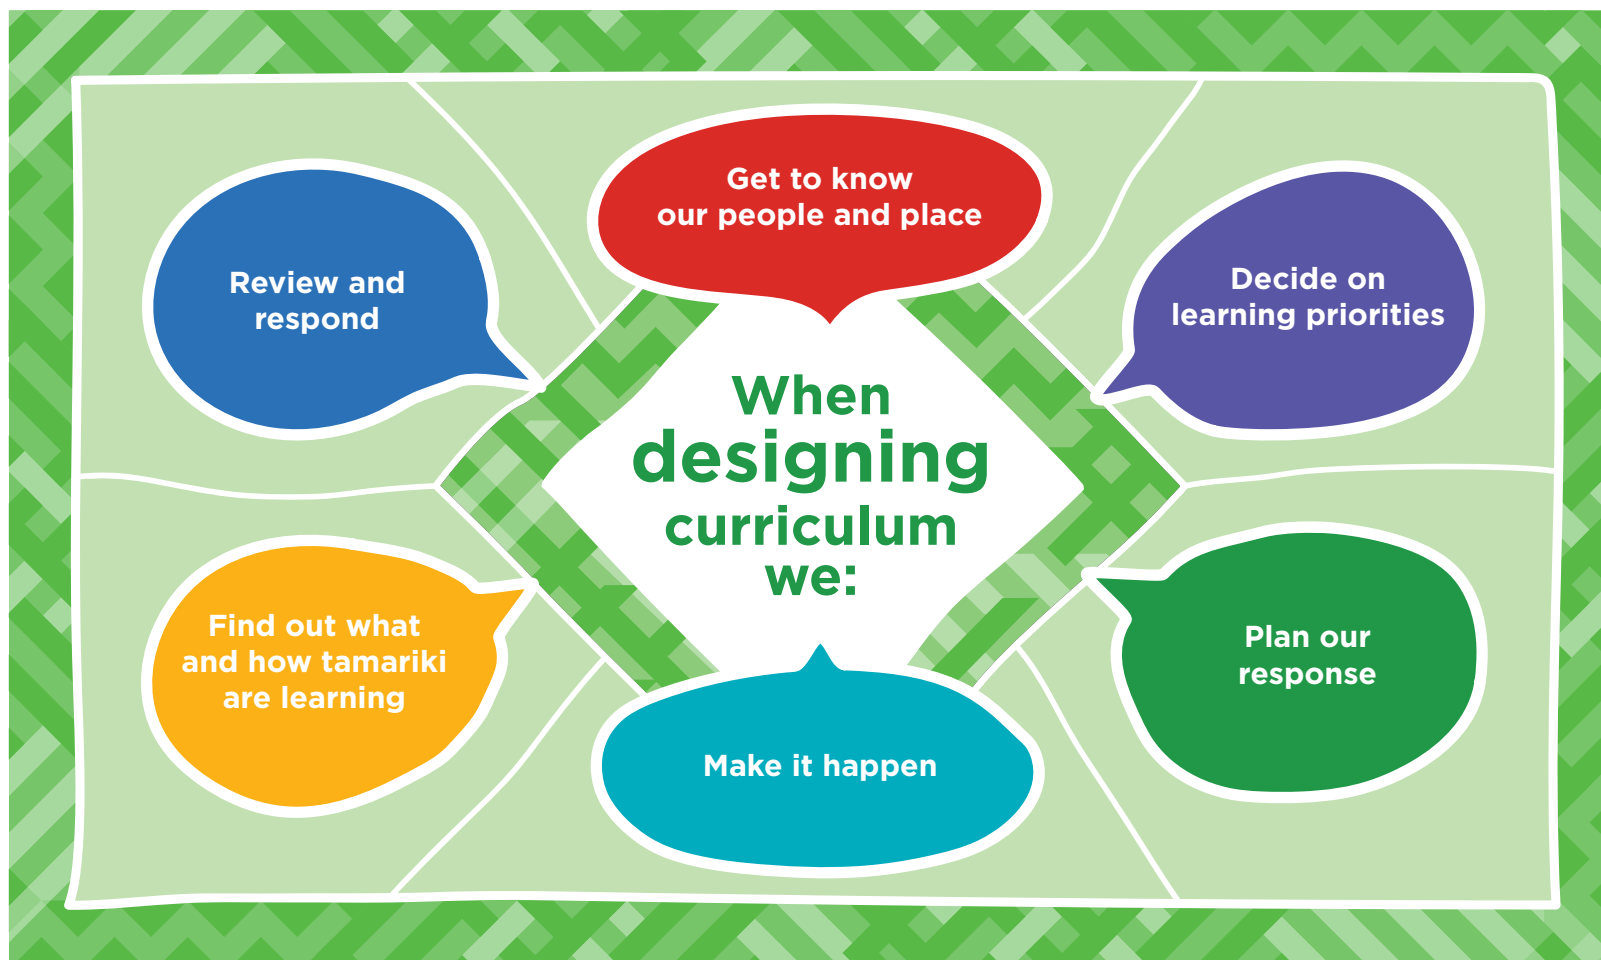 When
designing
curriculum
we:
Get to know
our people and place
Decide on
learning priorities
Plan our
response
Make it happen
Find out what
and how tamariki
are learning
Review and
respond